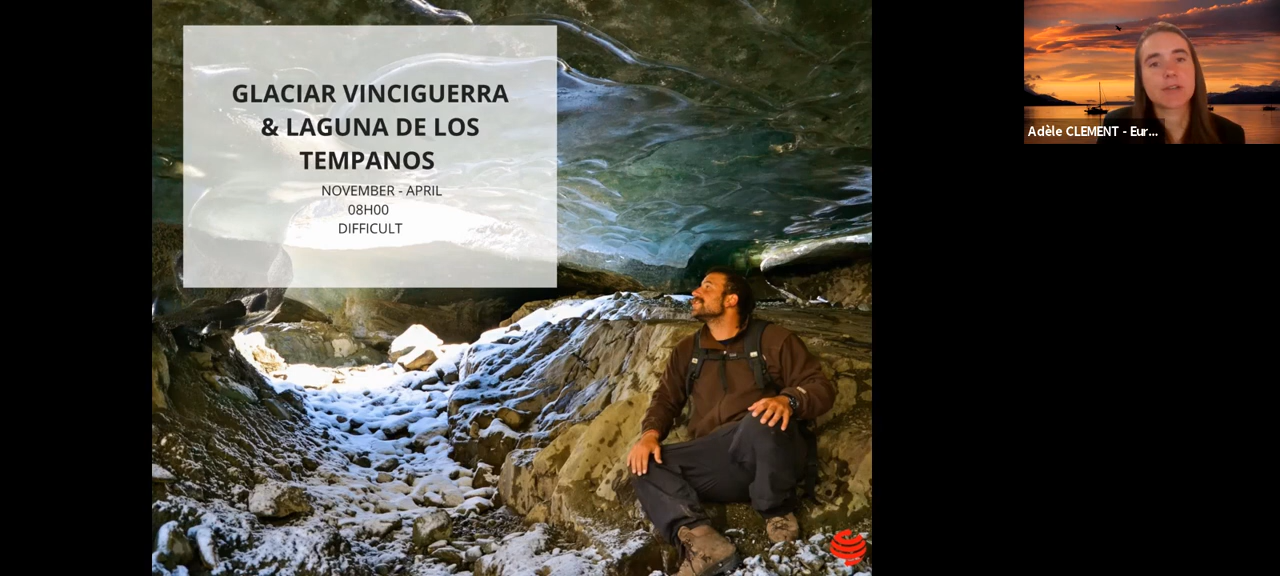 GLACIAR VINCIGUERRA
& LAGUNA DE LOS
TEMPANOS
NOVEMBER - APRIL
08H00
DIFFICULT
Adèle CLEMENT - Eur...